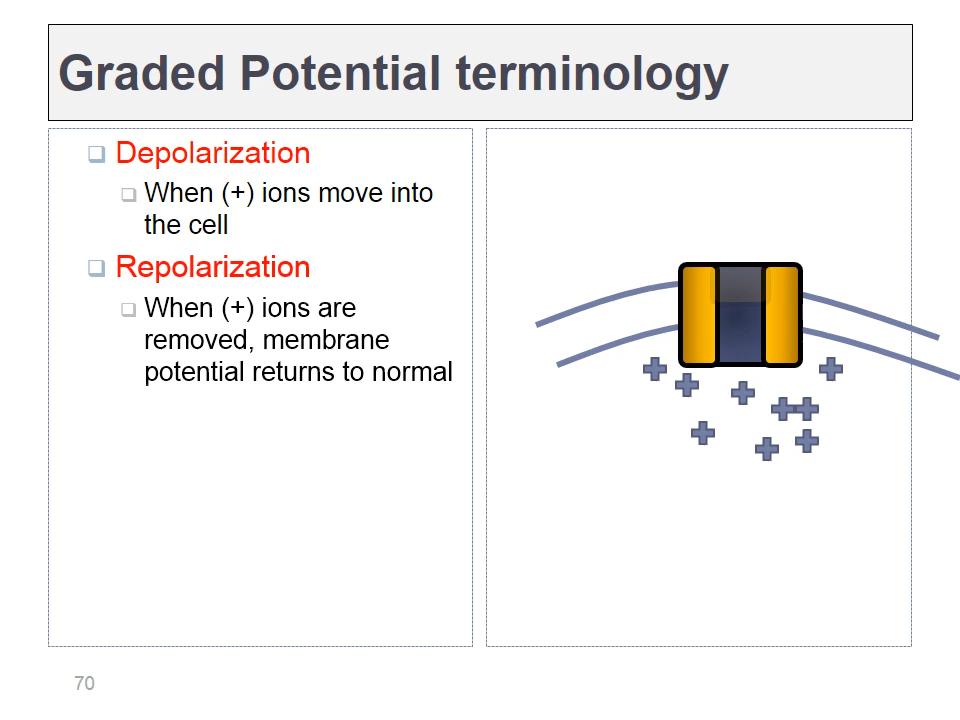 Graded Potential terminology
Depolarization
When (+) ions move into
the cell
Repolarization
When (+) ions are
removed, membrane
potential returns to normal
70